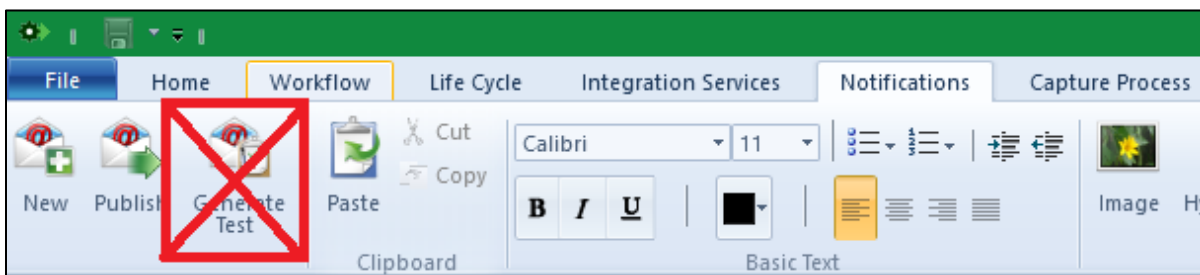 File Home Workflow Life Cycle Integration Services Notifications Capture Process
New Publish Generate Test Paste Cut Copy Calibri 11 B I U Image
Clipboard Basic Text